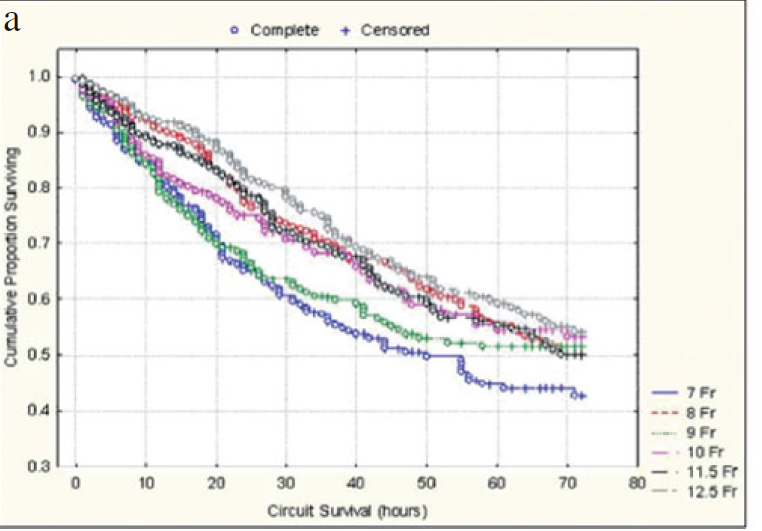 a
Complete + Censored
1.0
0.9
0.8
0.7
0.6
0.5
0.4
0.3
Cumulative Proportion Surviving
0 10 20 30 40 50 60 70 80
Circuit Survival (hours)
7 Fr
8 Fr
9 Fr
10 Fr
11.5 Fr
12.5 Fr